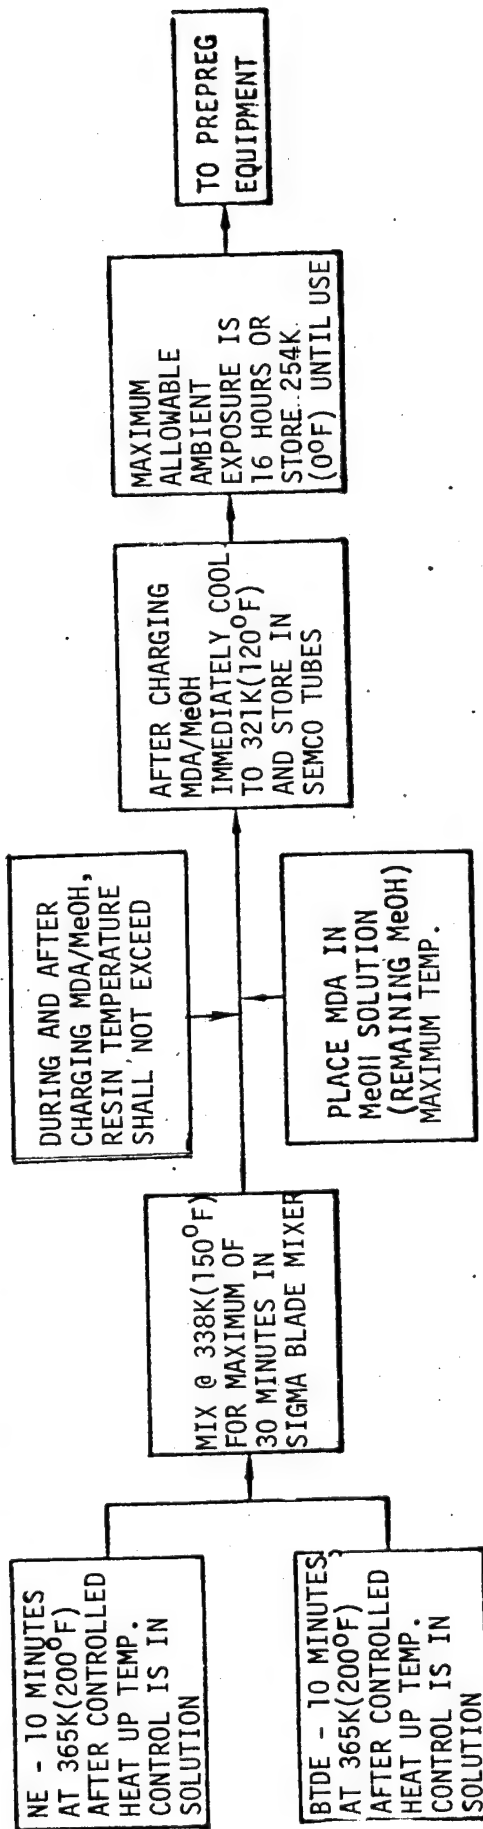 NE - 10 MINUTES
AT 365K(200°F)
AFTER CONTROLLED
HEAT UP TEMP.
CONTROL IS IN
SOLUTION
BTDE - 10 MINUTES
AT 365K(200°F)
AFTER CONTROLLED
HEAT UP TEMP.
CONTROL IS IN
SOLUTION
MIX @ 338K(150°F)
FOR MAXIMUM OF
30 MINUTES IN
SIGMA BLADE MIXER
DURING AND AFTER
CHARGING MDA/MeOH,
RESIN TEMPERATURE
SHALL NOT EXCEED
PLACE MDA IN
MeOH SOLUTION
(REMAINING MeOH)
MAXIMUM TEMP.
AFTER CHARGING
MDA/MeOH
IMMEDIATELY COOL
TO 321K(120°F)
AND STORE IN
SEMCO TUBES
MAXIMUM
ALLOWABLE
AMBIENT
EXPOSURE IS
16 HOURS OR
STORE 254K
(0°F) UNTIL USE
TO PREPREG
EQUIPMENT